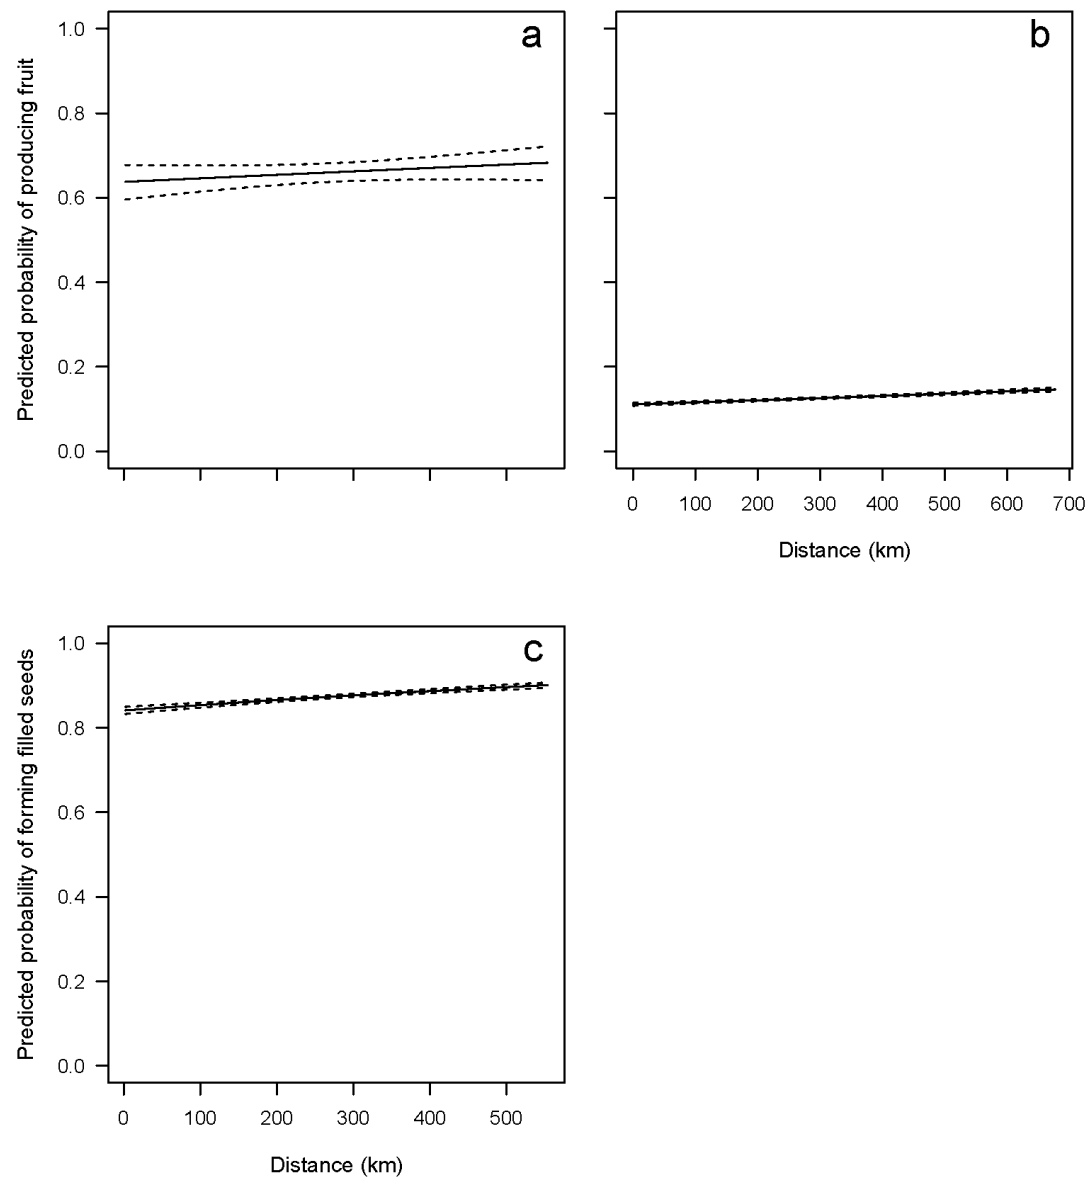 a
Predicted probability of producing fruit
1.0
0.8
0.6
0.4
0.2
0.0
b
0 100 200 300 400 500 600 700
Distance (km)
c
Predicted probability of forming filled seeds
1.0
0.8
0.6
0.4
0.2
0.0
0 100 200 300 400 500
Distance (km)